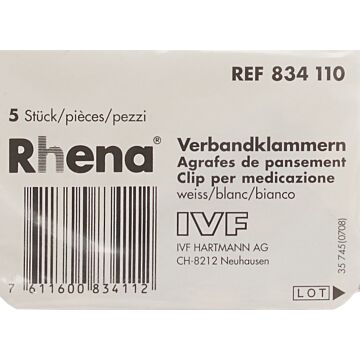 REF 834 110
5 Stück/pièces/pezzi
Rhena®
Verbandklammern
Agrafes de pansement
Clip per medicazione
weiss/blanc/bianco
IVF
IVF HARTMANN AG
CH-8212 Neuhausen
35 745(0708)
7 611600 834112
LOT